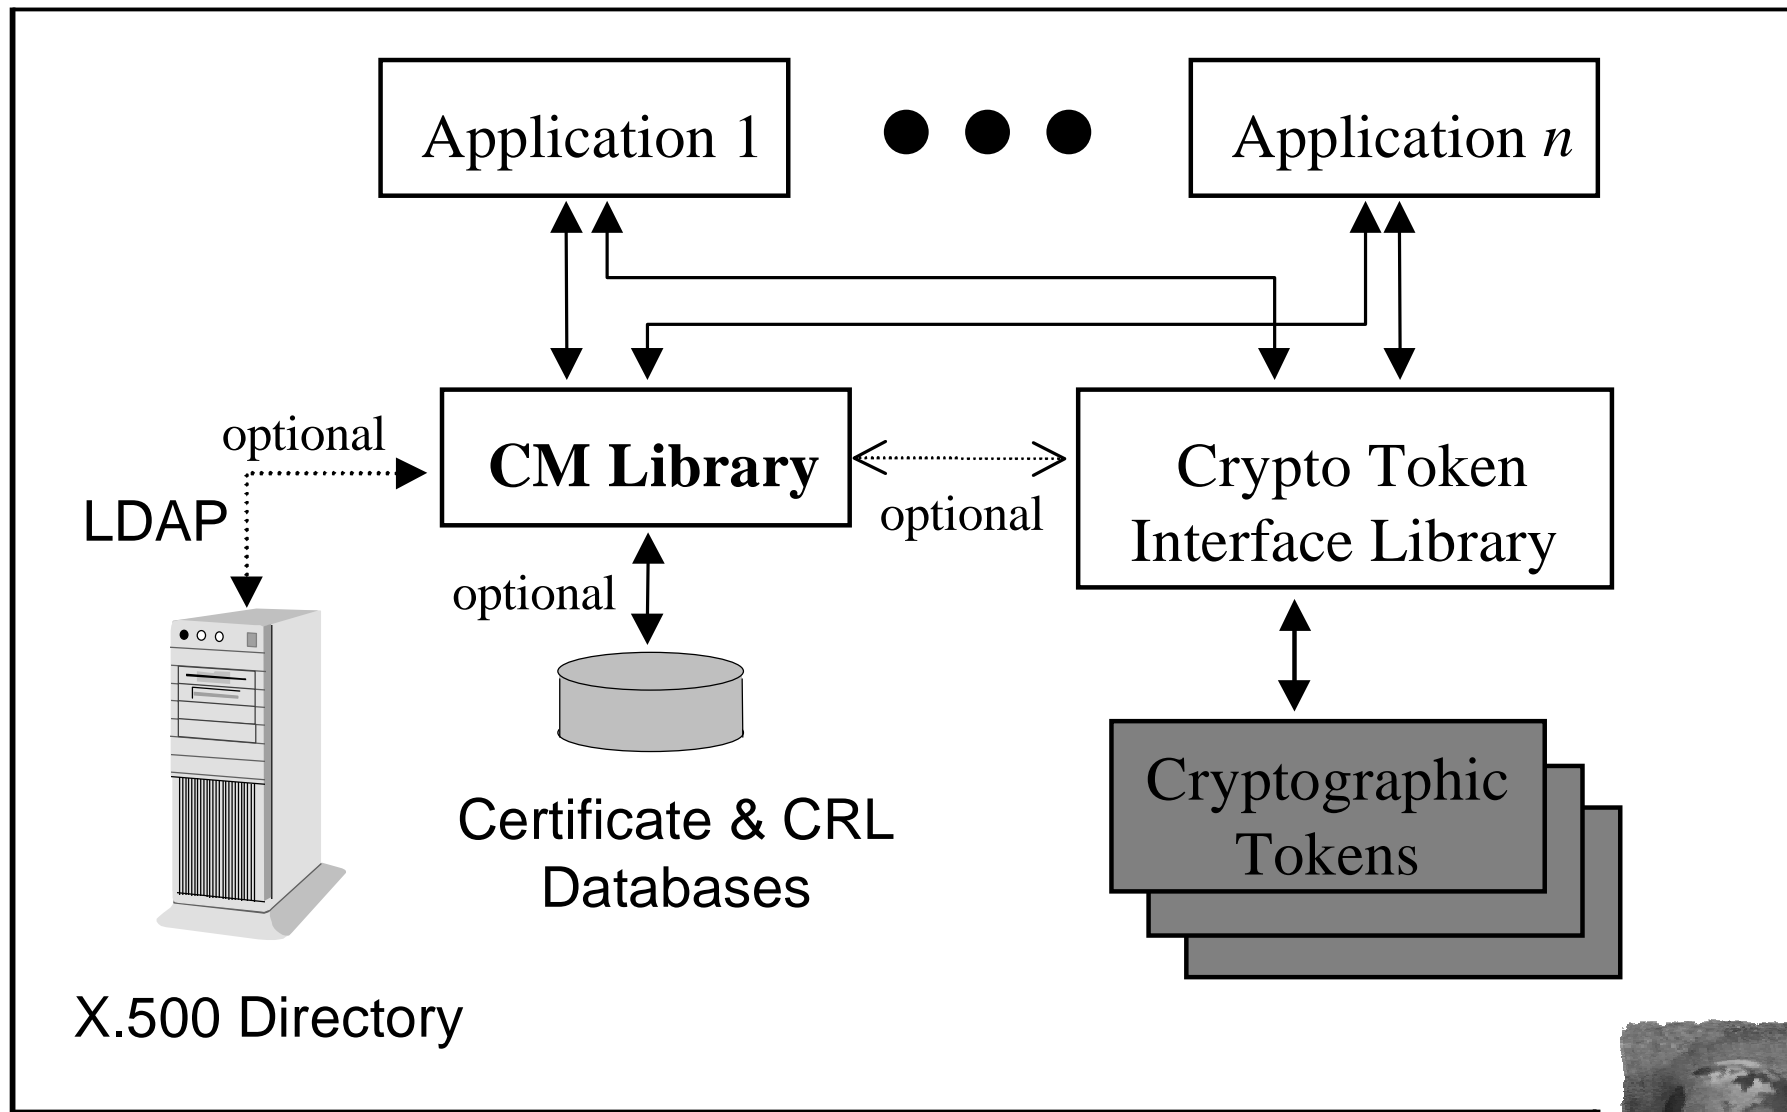 Application 1
Application n
optional
CM Library
LDAP
optional
Crypto Token
Interface Library
optional
Certificate & CRL
Databases
Cryptographic
Tokens
X.500 Directory